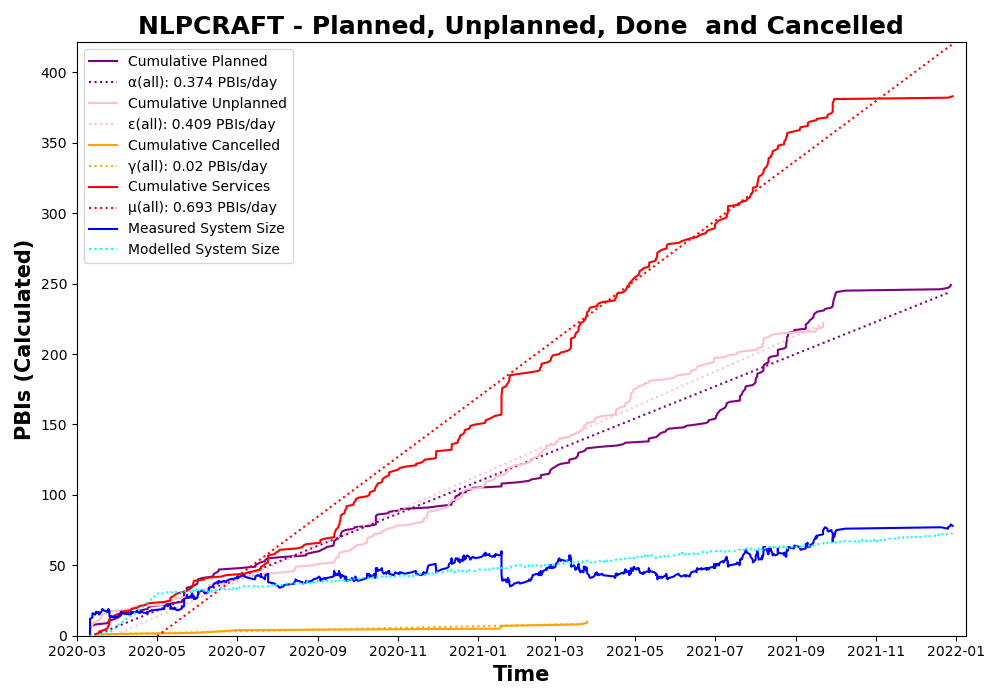 NLPCRAFT - Planned, Unplanned, Done  and Cancelled
Cumulative Planned
α(all): 0.374 PBIs/day
Cumulative Unplanned
ε(all): 0.409 PBIs/day
Cumulative Cancelled
γ(all): 0.02 PBIs/day
Cumulative Services
μ(all): 0.693 PBIs/day
Measured System Size
Modelled System Size
PBIs (Calculated)
400
350
300
250
200
150
100
50
0
2020-03 2020-05 2020-07 2020-09 2020-11 2021-01 2021-03 2021-05 2021-07 2021-09 2021-11 2022-01
Time